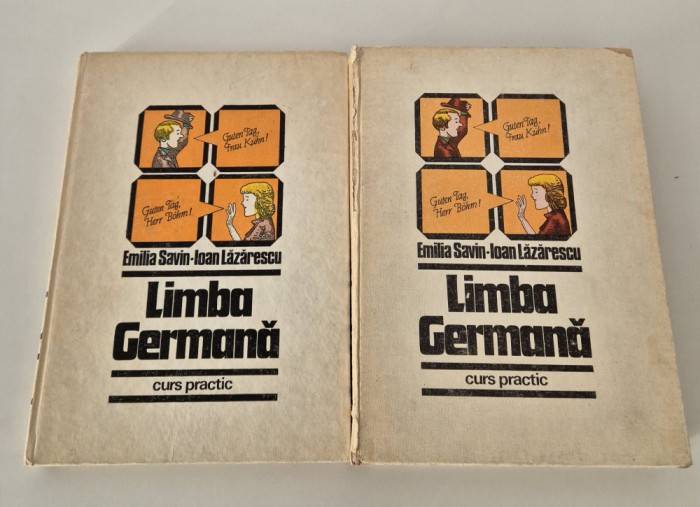 Guten Tag,
Frau Kuhn!
Guten Tag,
Herr Böhm!
Emilia Savin-Ioan Lăzărescu
Limba
Germană
curs practic
Guten Tag,
Frau Kuhn!
Guten Tag,
Herr Böhm!
Emilia Savin-Ioan Lăzărescu
Limba
Germană
curs practic